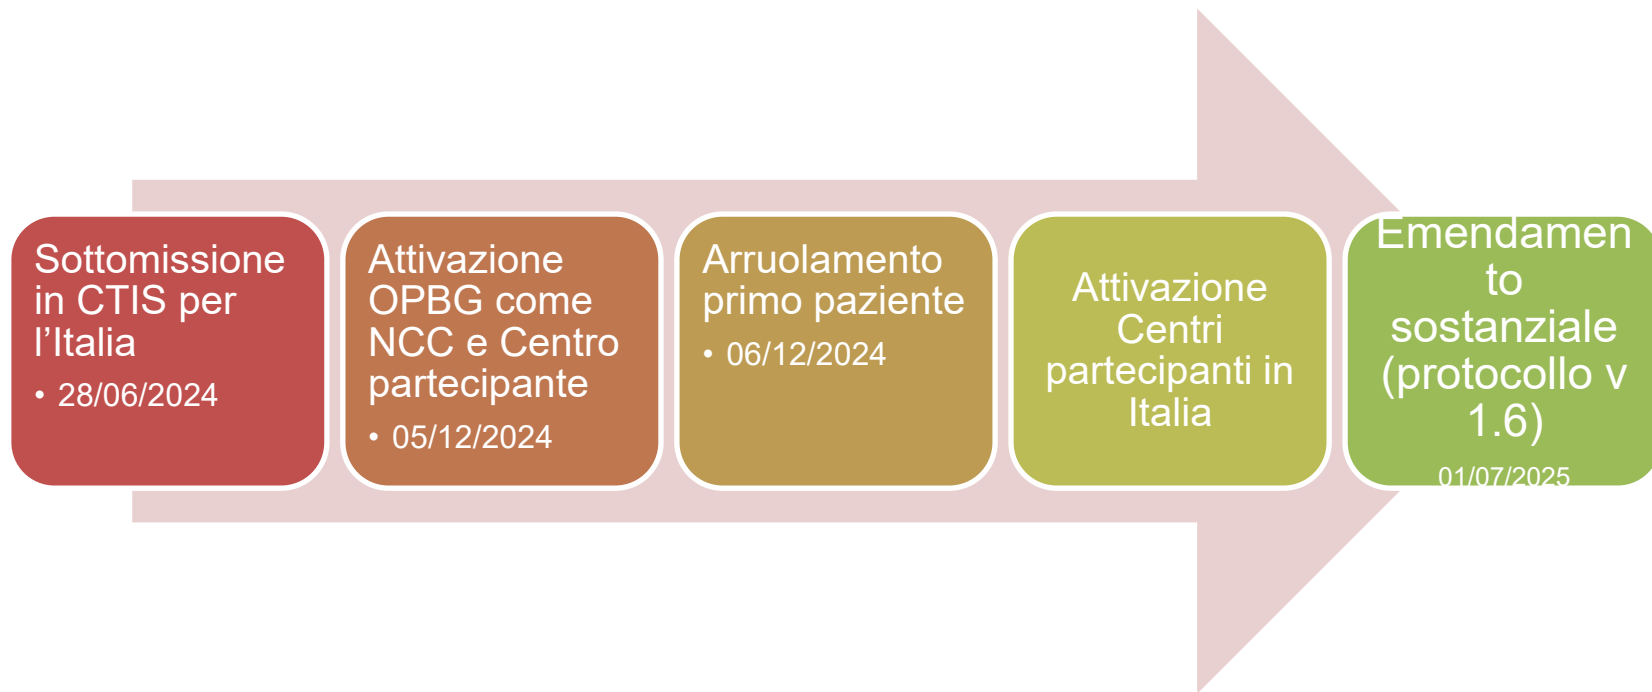 Sottomissione
in CTIS per
l’Italia
• 28/06/2024
Attivazione
OPBG come
NCC e Centro
partecipante
• 05/12/2024
Arruolamento
primo paziente
• 06/12/2024
Attivazione
Centri
partecipanti in
Italia
Emendamen
to
sostanziale
(protocollo v
1.6)
01/07/2025